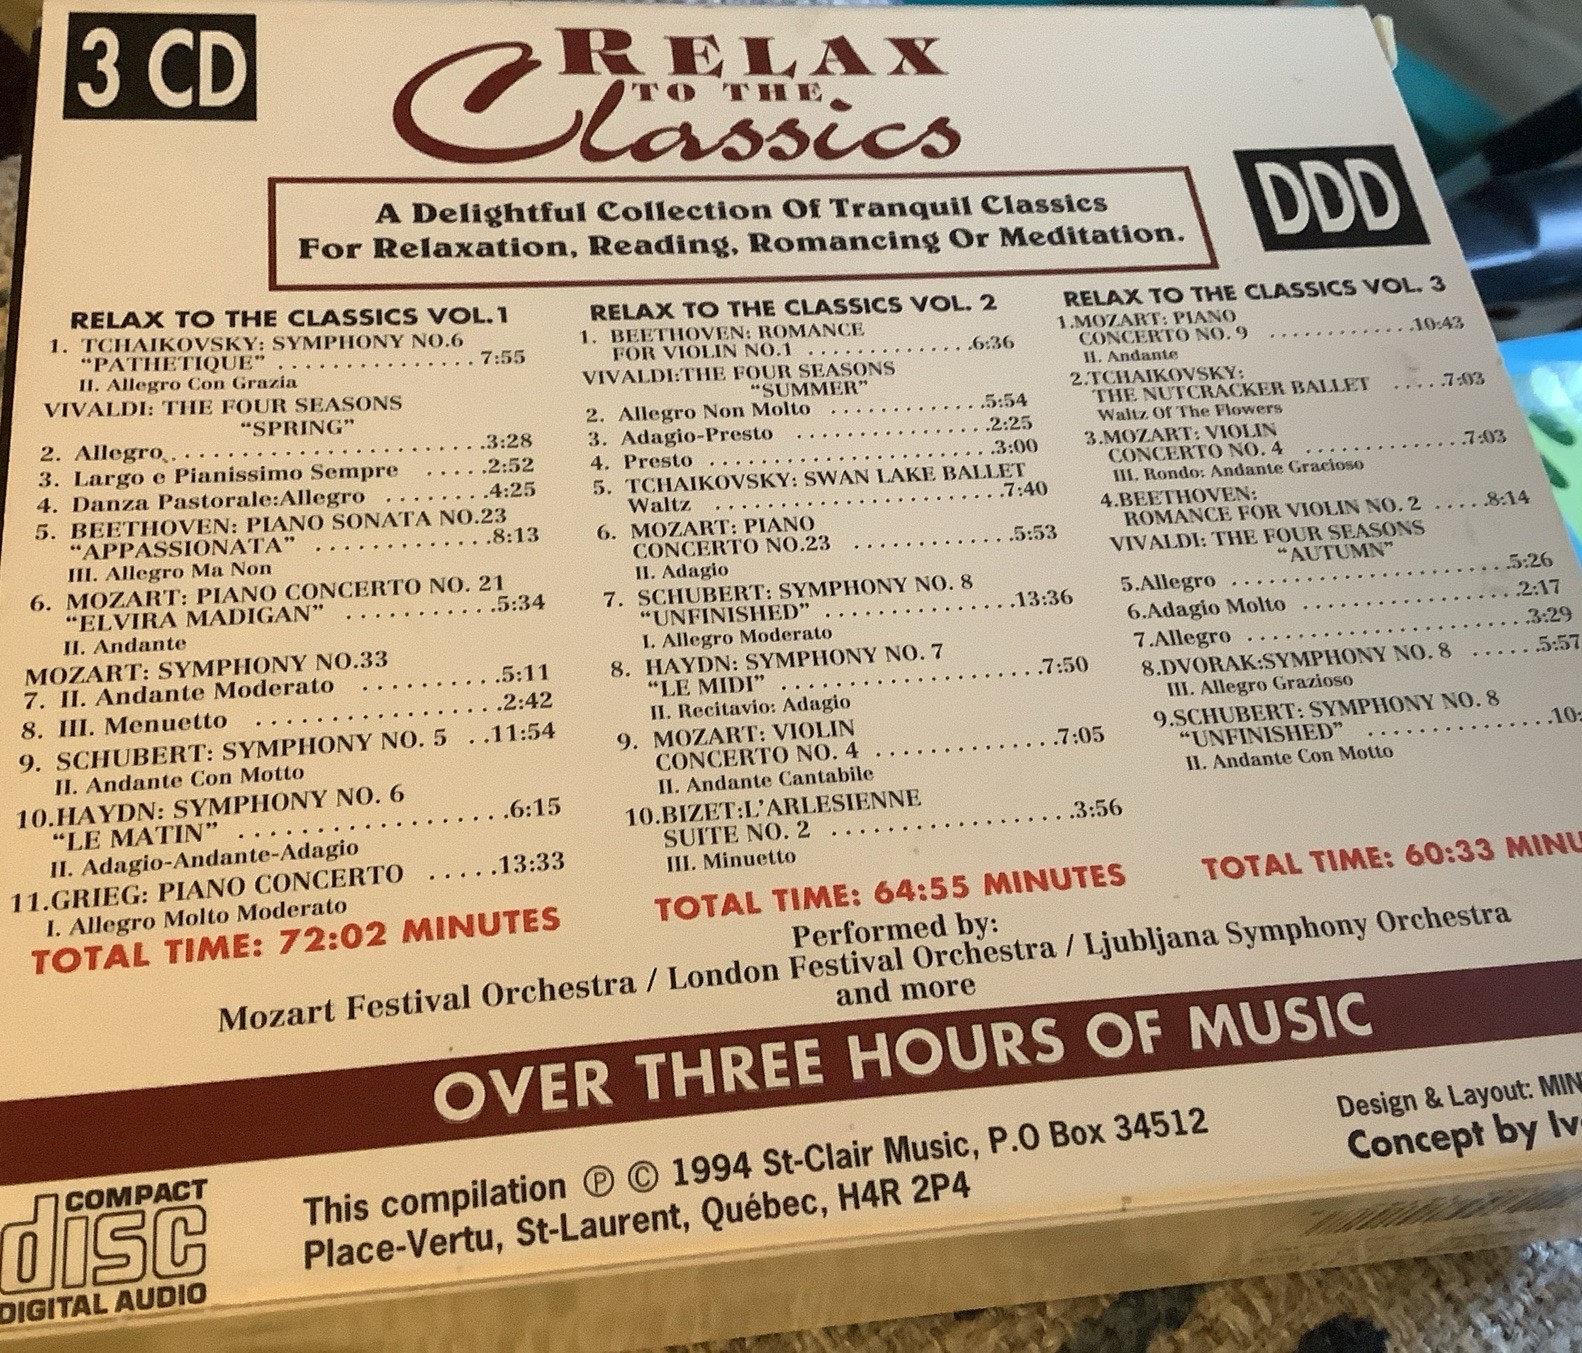 3 CD
RELAX
TO THE
Classics
A Delightful Collection Of Tranquil Classics
For Relaxation, Reading, Romancing Or Meditation.
DDD
RELAX TO THE CLASSICS VOL.1
1. TCHAIKOVSKY: SYMPHONY NO.6
"PATHETIQUE" ................7:55
II. Allegro Con Grazia
VIVALDI: THE FOUR SEASONS
"SPRING"
2. Allegro........................3:28
3. Largo e Pianissimo Sempre .....2:52
4. Danza Pastorale:Allegro ........4:25
5. BEETHOVEN: PIANO SONATA NO.23
"APPASSIONATA" .............8:13
III. Allegro Ma Non
6. MOZART: PIANO CONCERTO NO. 21
"ELVIRA MADIGAN" ..........5:34
II. Andante
MOZART: SYMPHONY NO.33
7. II. Andante Moderato ..........5:11
8. III. Menuetto .................2:42
9. SCHUBERT: SYMPHONY NO. 5 ..11:54
II. Andante Con Motto
10.HAYDN: SYMPHONY NO. 6
"LE MATIN" ..................6:15
II. Adagio-Andante-Adagio
11.GRIEG: PIANO CONCERTO .....13:33
I. Allegro Molto Moderato
TOTAL TIME: 72:02 MINUTES
RELAX TO THE CLASSICS VOL. 2
1. BEETHOVEN: ROMANCE
FOR VIOLIN NO.1 .............6:36
VIVALDI:THE FOUR SEASONS
"SUMMER"
2. Allegro Non Molto ............5:54
3. Adagio-Presto ...............2:25
4. Presto ......................3:00
5. TCHAIKOVSKY: SWAN LAKE BALLET
Waltz ......................7:40
6. MOZART: PIANO
CONCERTO NO.23 .............5:53
II. Adagio
7. SCHUBERT: SYMPHONY NO. 8
"UNFINISHED" ...............13:36
I. Allegro Moderato
8. HAYDN: SYMPHONY NO. 7
"LE MIDI" ....................7:50
II. Recitavio: Adagio
9. MOZART: VIOLIN
CONCERTO NO. 4 ..............7:05
II. Andante Cantabile
10.BIZET:L'ARLESIENNE
SUITE NO. 2 ...................3:56
III. Minuetto
TOTAL TIME: 64:55 MINUTES
RELAX TO THE CLASSICS VOL. 3
1.MOZART: PIANO
CONCERTO NO. 9 .............10:43
II. Andante
2.TCHAIKOVSKY:
THE NUTCRACKER BALLET .....7:03
Waltz Of The Flowers
3.MOZART: VIOLIN
CONCERTO NO. 4 ..............7:03
III. Rondo: Andante Gracioso
4.BEETHOVEN:
ROMANCE FOR VIOLIN NO. 2 .....8:14
VIVALDI: THE FOUR SEASONS
"AUTUMN"
5.Allegro ........................5:26
6.Adagio Molto ..................2:17
7.Allegro ........................3:29
8.DVORAK:SYMPHONY NO. 8 ......5:57
III. Allegro Grazioso
9.SCHUBERT: SYMPHONY NO. 8
"UNFINISHED" ................10:
II. Andante Con Motto
TOTAL TIME: 60:33 MINU
Performed by:
Mozart Festival Orchestra / London Festival Orchestra / Ljubljana Symphony Orchestra
and more
OVER THREE HOURS OF MUSIC
COMPACT
disc
DIGITAL AUDIO
This compilation ℗ © 1994 St-Clair Music, P.O Box 34512
Place-Vertu, St-Laurent, Québec, H4R 2P4
Design & Layout: MIN
Concept by Iv